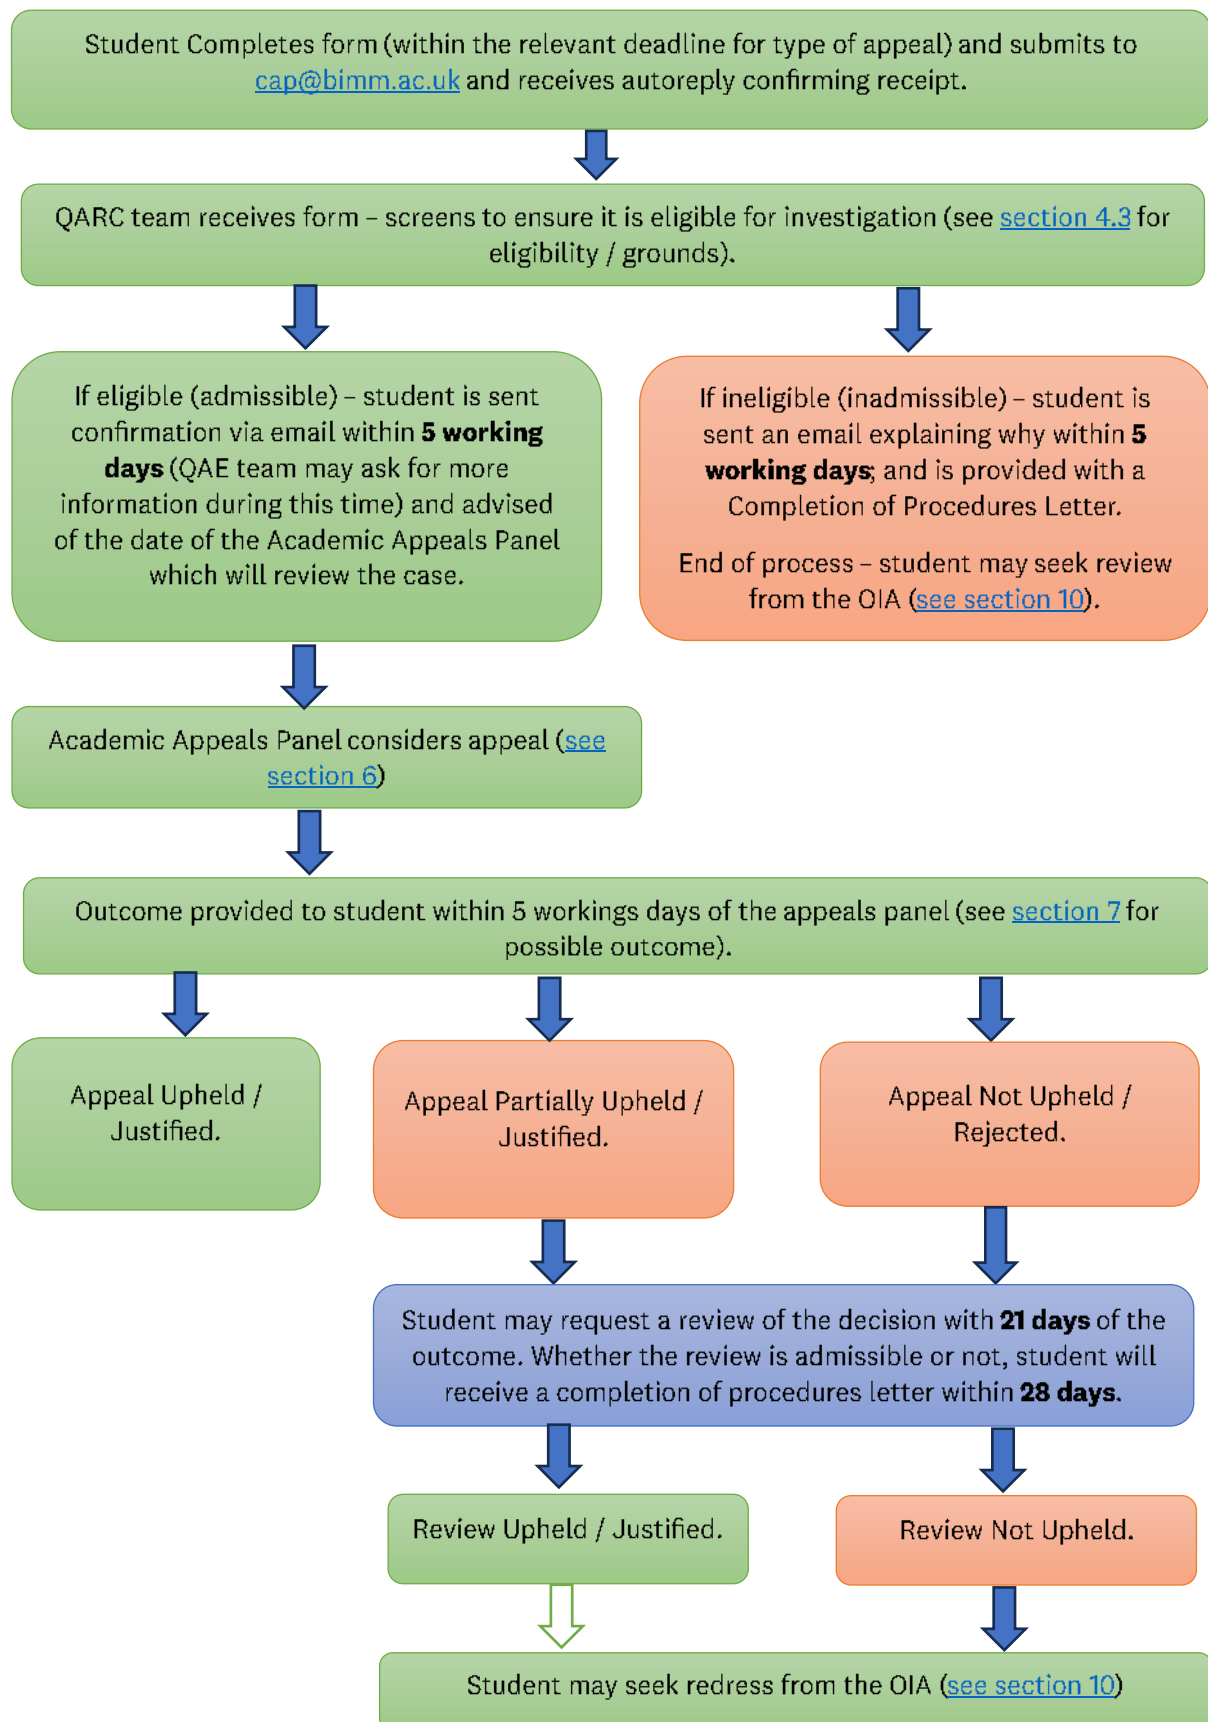 Student Completes form (within the relevant deadline for type of appeal) and submits to
cap@bimm.ac.uk and receives autoreply confirming receipt.
QARC team receives form – screens to ensure it is eligible for investigation (see section 4.3 for
eligibility / grounds).
If eligible (admissible) – student is sent
confirmation via email within 5 working
days (QAE team may ask for more
information during this time) and advised
of the date of the Academic Appeals Panel
which will review the case.
If ineligible (inadmissible) – student is
sent an email explaining why within 5
working days; and is provided with a
Completion of Procedures Letter.
End of process – student may seek review
from the OIA (see section 10).
Academic Appeals Panel considers appeal (see
section 6)
Outcome provided to student within 5 workings days of the appeals panel (see section 7 for
possible outcome).
Appeal Upheld /
Justified.
Appeal Partially Upheld /
Justified.
Appeal Not Upheld /
Rejected.
Student may request a review of the decision with 21 days of the
outcome. Whether the review is admissible or not, student will
receive a completion of procedures letter within 28 days.
Review Upheld / Justified.
Review Not Upheld.
Student may seek redress from the OIA (see section 10)